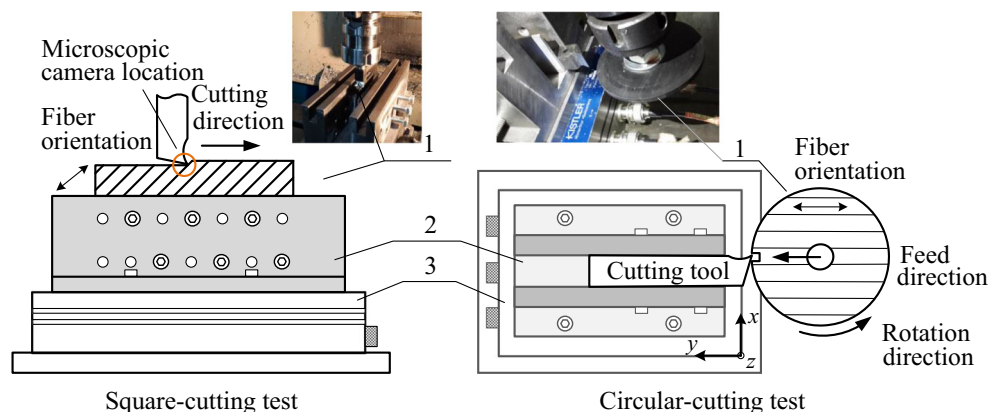 Microscopic
camera location
Cutting
direction
Fiber
orientation
1
2
3
Square-cutting test
KISTLER
1
Fiber
orientation
Cutting tool
Feed
direction
x
y
z
Rotation
direction
Circular-cutting test